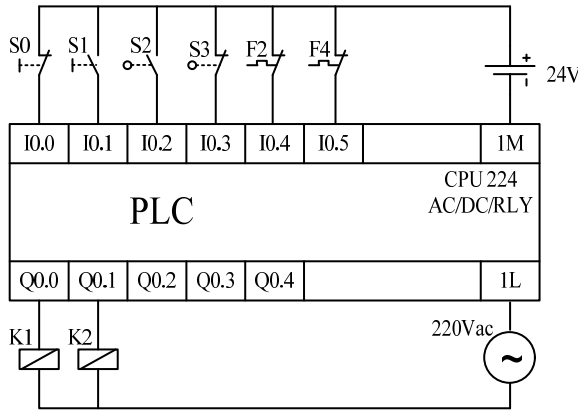 S0 S1 S2 S3 F2 F4 + 24V
-
I0.0 I0.1 I0.2 I0.3 I0.4 I0.5 1M
CPU 224
PLC AC/DC/RLY
Q0.0 Q0.1 Q0.2 Q0.3 Q0.4 1L
K1 K2 220Vac
~